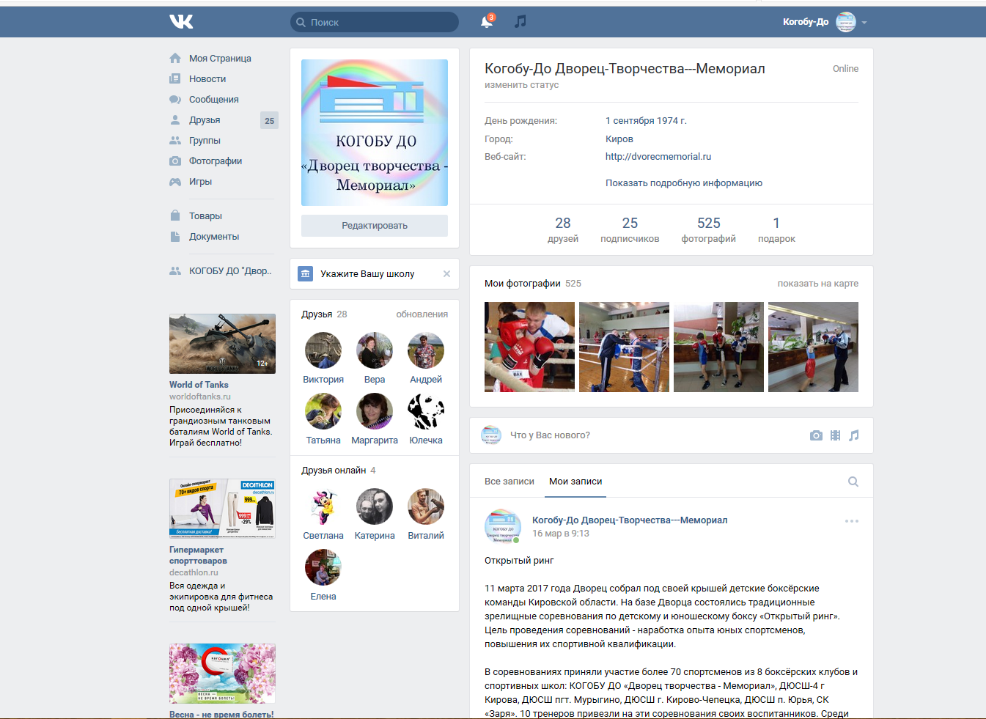 Поиск
3
Когобу-До
Моя Страница
Новости
Сообщения
Друзья
25
Группы
Фотографии
Игры
Товары
Документы
КОГОБУ ДО "Двор..
12+
World of Tanks
worldoftanks.ru
Присоединяйся к
грандиозным танковым
баталиям World of Tanks.
Играй бесплатно!
DECATHLON
Гипермаркет
спорттоваров
decathlon.ru
Вся одежда и
экипировка для фитнеса
под одной крышей!
Весна - не время болеть!
КОГОБУ ДО
«Дворец творчества -
Мемориал»
Редактировать
Укажите Вашу школу
Друзья 28
обновления
Виктория
Вера
Андрей
Татьяна
Маргарита
Юлечка
Друзья онлайн 4
Светлана
Катерина
Виталий
Елена
Когобу-До Дворец-Творчества---Мемориал
Online
изменить статус
День рождения:
1 сентября 1974 г.
Город:
Киров
Веб-сайт:
http://dvorecmemorial.ru
Показать подробную информацию
28
друзей
25
подписчиков
525
фотографий
1
подарок
Мои фотографии 525
показать на карте
Что у Вас нового?
Все записи
Мои записи
Когобу-До Дворец-Творчества---Мемориал
16 мар в 9:13
Открытый ринг
11 марта 2017 года Дворец собрал под своей крышей детские боксёрские
команды Кировской области. На базе Дворца состоялись традиционные
зрелищные соревнования по детскому и юношескому боксу «Открытый ринг».
Цель проведения соревнований - наработка опыта юных спортсменов,
повышения их спортивной квалификации.
В соревнованиях приняли участие более 70 спортсменов из 8 боксёрских клубов и
спортивных школ: КОГОБУ ДО «Дворец творчества - Мемориал», ДЮСШ-4 г
Кирова, ДЮСШ пгт. Мурыгино, ДЮСШ г. Кирово-Чепецка, ДЮСШ п. Юрья, СК
«Заря». 10 тренеров привезли на эти соревнования своих воспитанников. Среди